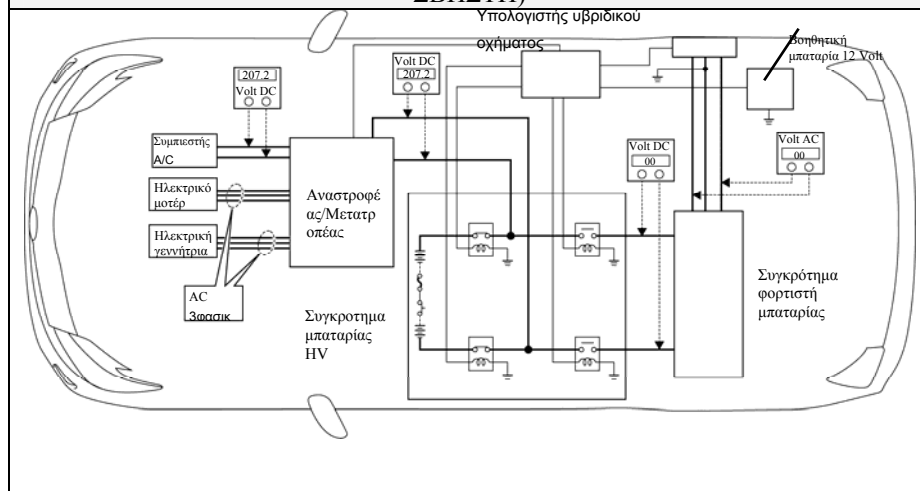 ΣΒΗΣΤΗ)
Υπολογιστής υβριδικού
οχήματος
Βοηθητική
μπαταρία 12 Volt
207.2
Volt DC
Volt DC
207.2
Συμπιεστής
A/C
Ηλεκτρικό
μοτέρ
Ηλεκτρική
γεννήτρια
AC
3φασικ
Αναστροφέ
ας/Μετατρ
οπέας
Volt DC
00
Volt AC
00
Συγκροτημα
μπαταρίας
HV
Συγκρότημα
φορτιστή
μπαταρίας